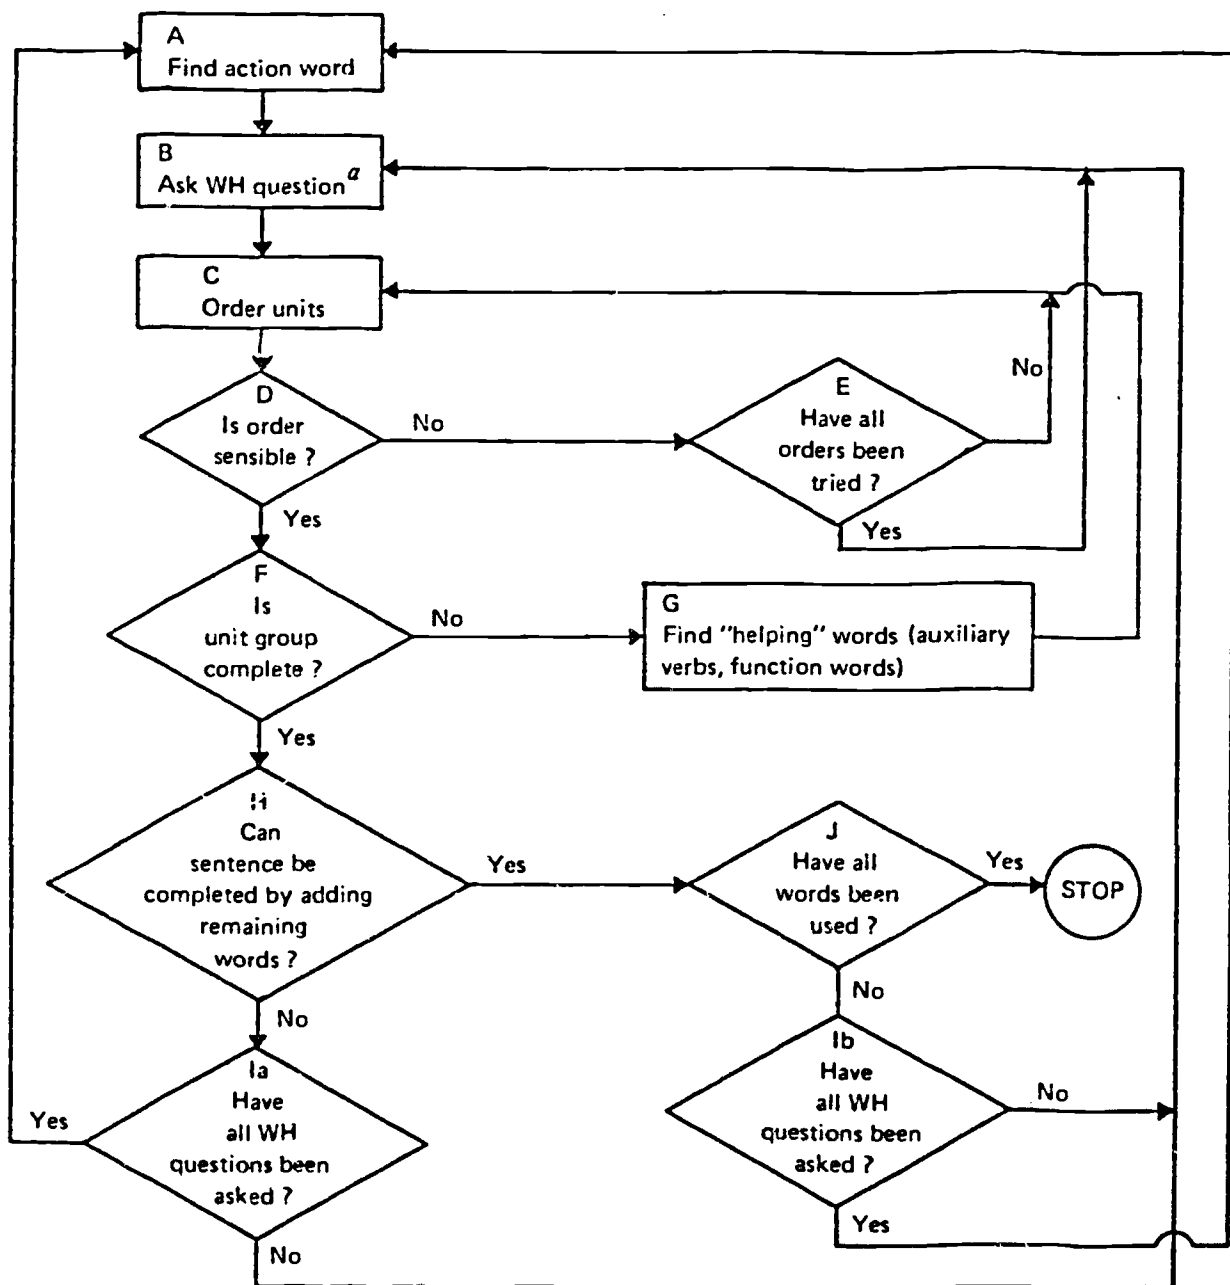 A
Find action word
B
Ask WH question a
C
Order units
D
Is order
sensible ?
No
Yes
E
Have all
orders been
tried ?
No
Yes
F
Is
unit group
complete ?
No
Yes
G
Find "helping" words (auxiliary
verbs, function words)
H
Can
sentence be
completed by adding
remaining
words ?
Yes
No
J
Have all
words been
used ?
Yes
STOP
No
Ia
Have
all WH
questions been
asked ?
Yes
No
Ib
Have
all WH
questions been
asked ?
No
Yes